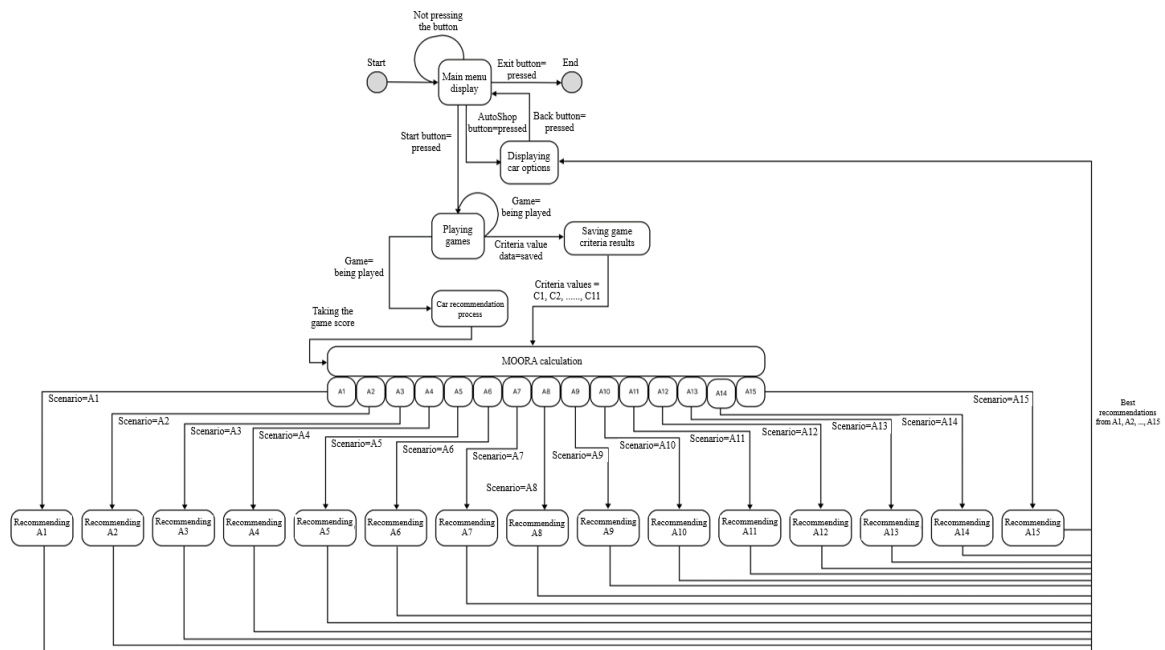 Not pressing
the button
Start
Main menu
display
Exit button=
pressed
End
Start button=
pressed
AutoShop
button=pressed
Back button=
pressed
Displaying
car options
Game=
being played
Playing
games
Criteria value
data=saved
Saving game
criteria results
Game=
being played
Criteria values =
C1, C2, ......, C11
Car recommendation
process
Taking the
game score
MOORA calculation
A1
A2
A3
A4
A5
A6
A7
A8
A9
A10
A11
A12
A13
A14
A15
Scenario=A1
Scenario=A2
Scenario=A3
Scenario=A4
Scenario=A5
Scenario=A6
Scenario=A7
Scenario=A8
Scenario=A9
Scenario=A10
Scenario=A11
Scenario=A12
Scenario=A13
Scenario=A14
Scenario=A15
Best
recommendations
from A1, A2, ..., A15
Recommending
A1
Recommending
A2
Recommending
A3
Recommending
A4
Recommending
A5
Recommending
A6
Recommending
A7
Recommending
A8
Recommending
A9
Recommending
A10
Recommending
A11
Recommending
A12
Recommending
A13
Recommending
A14
Recommending
A15